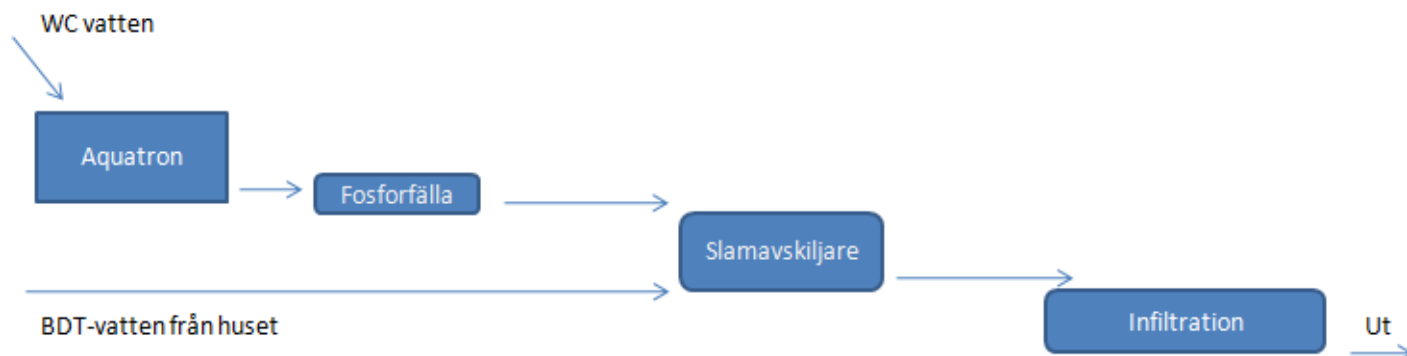 WC vatten
Aquatron
Fosforfälla
Slamavskiljare
BDT-vatten från huset
Infiltration
Ut